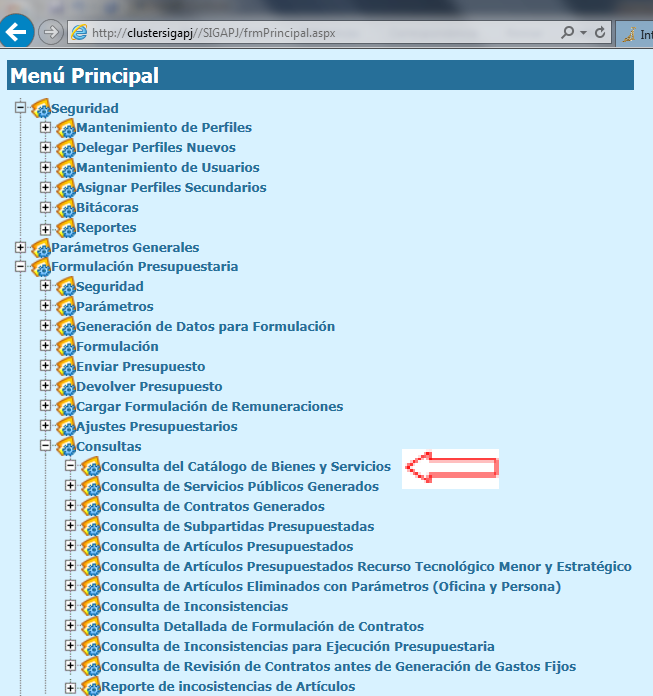 http://clustersigapj//SIGAPJ/frmPrincipal.aspx
Int
Menú Principal
Seguridad
Mantenimiento de Perfiles
Delegar Perfiles Nuevos
Mantenimiento de Usuarios
Asignar Perfiles Secundarios
Bitácoras
Reportes
Parámetros Generales
Formulación Presupuestaria
Seguridad
Parámetros
Generación de Datos para Formulación
Formulación
Enviar Presupuesto
Devolver Presupuesto
Cargar Formulación de Remuneraciones
Ajustes Presupuestarios
Consultas
Consulta del Catálogo de Bienes y Servicios
Consulta de Servicios Públicos Generados
Consulta de Contratos Generados
Consulta de Subpartidas Presupuestadas
Consulta de Artículos Presupuestados
Consulta de Artículos Presupuestados Recurso Tecnológico Menor y Estratégico
Consulta de Artículos Eliminados con Parámetros (Oficina y Persona)
Consulta de Inconsistencias
Consulta Detallada de Formulación de Contratos
Consulta de Inconsistencias para Ejecución Presupuestaria
Consulta de Revisión de Contratos antes de Generación de Gastos Fijos
Reporte de incosistencias de Artículos